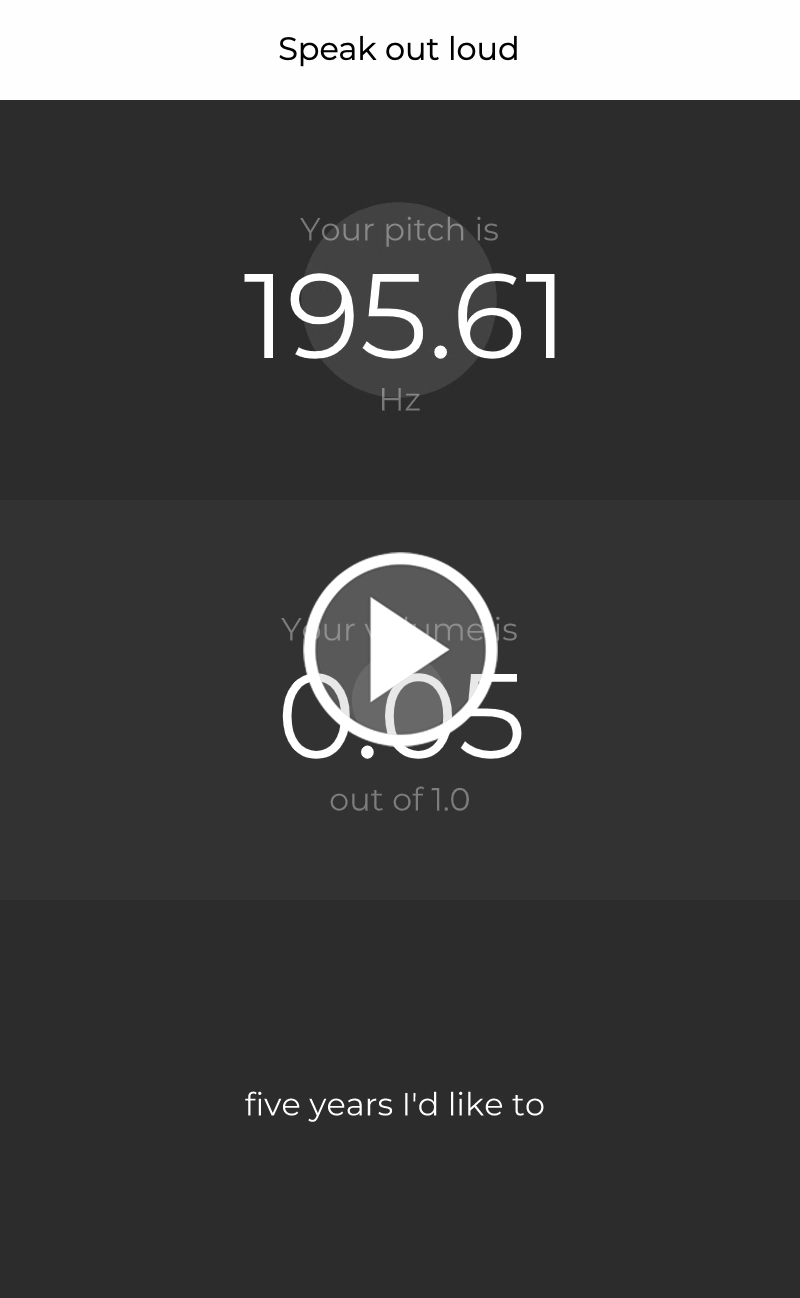 Speak out loud
Your pitch is
195.61
Hz
Your volume is
0.05
out of 1.0
five years I'd like to